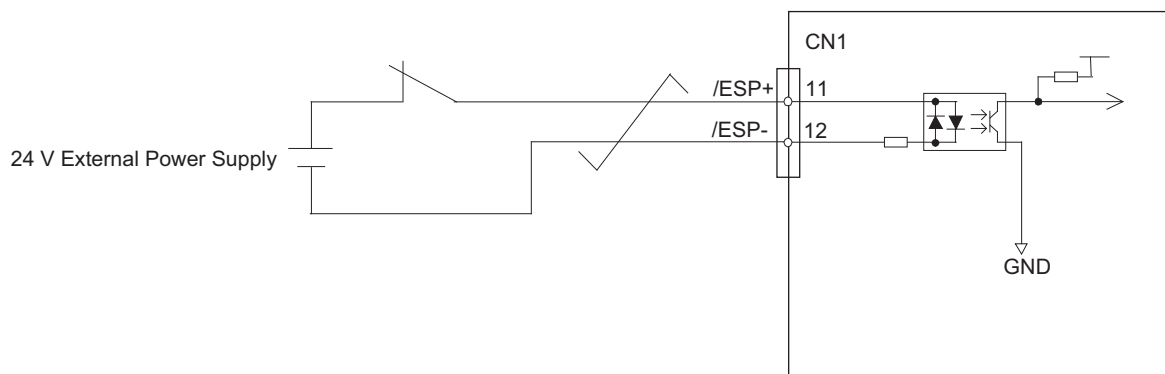 CN1
/ESP+ 11
/ESP- 12
24 V External Power Supply
GND